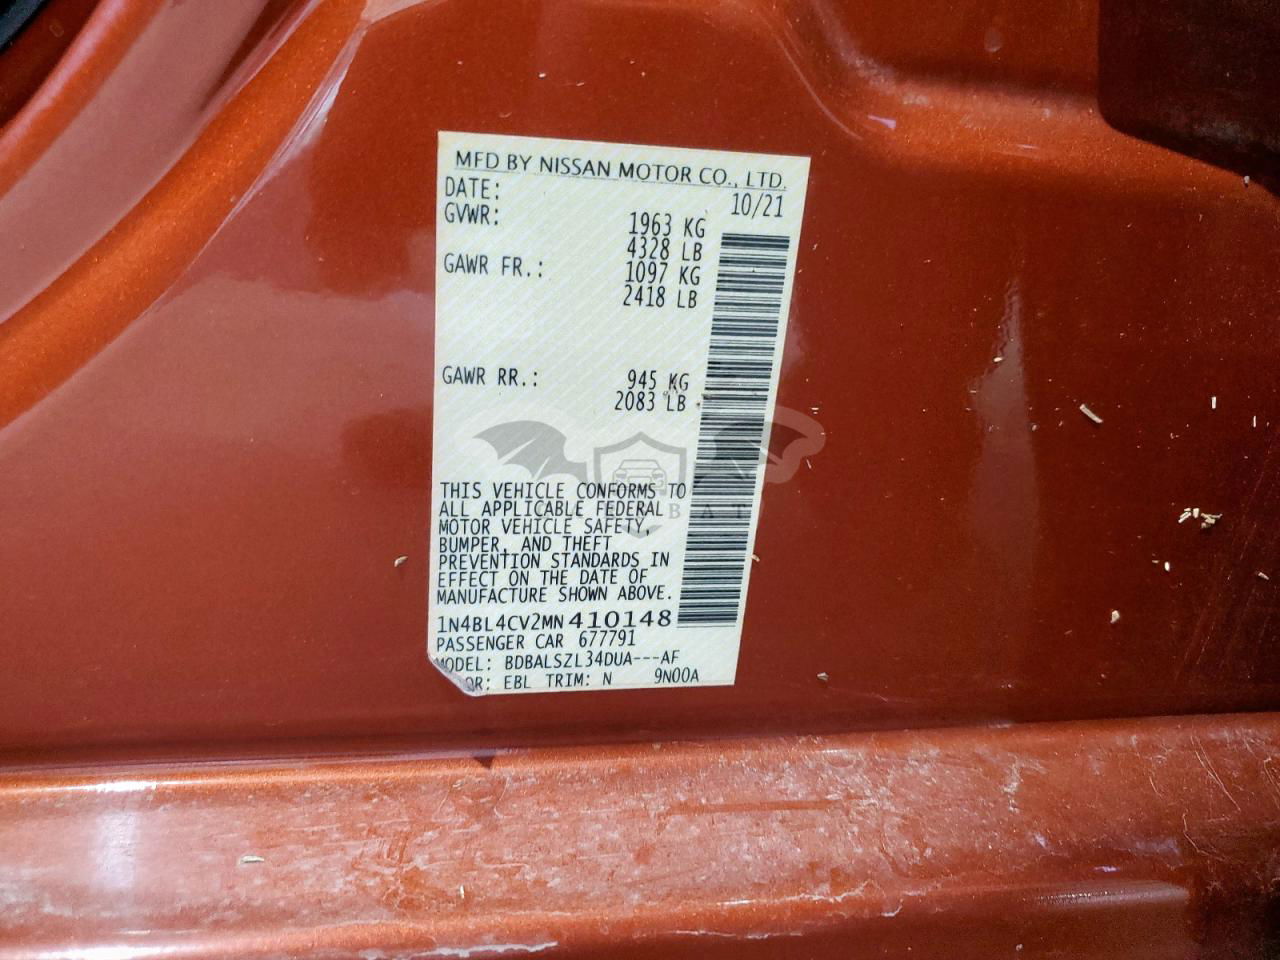 MFD BY NISSAN MOTOR CO., LTD.
DATE: 10/21
GVWR: 1963 KG
4328 LB
GAWR FR.: 1097 KG
2418 LB
GAWR RR.: 945 KG
2083 LB
THIS VEHICLE CONFORMS TO
ALL APPLICABLE FEDERAL
MOTOR VEHICLE SAFETY,
BUMPER, AND THEFT
PREVENTION STANDARDS IN
EFFECT ON THE DATE OF
MANUFACTURE SHOWN ABOVE.
1N4BL4CV2MN410148
PASSENGER CAR 677791
MODEL: BDBALSZL34DUA---AF
OR: EBL TRIM: N 9N00A